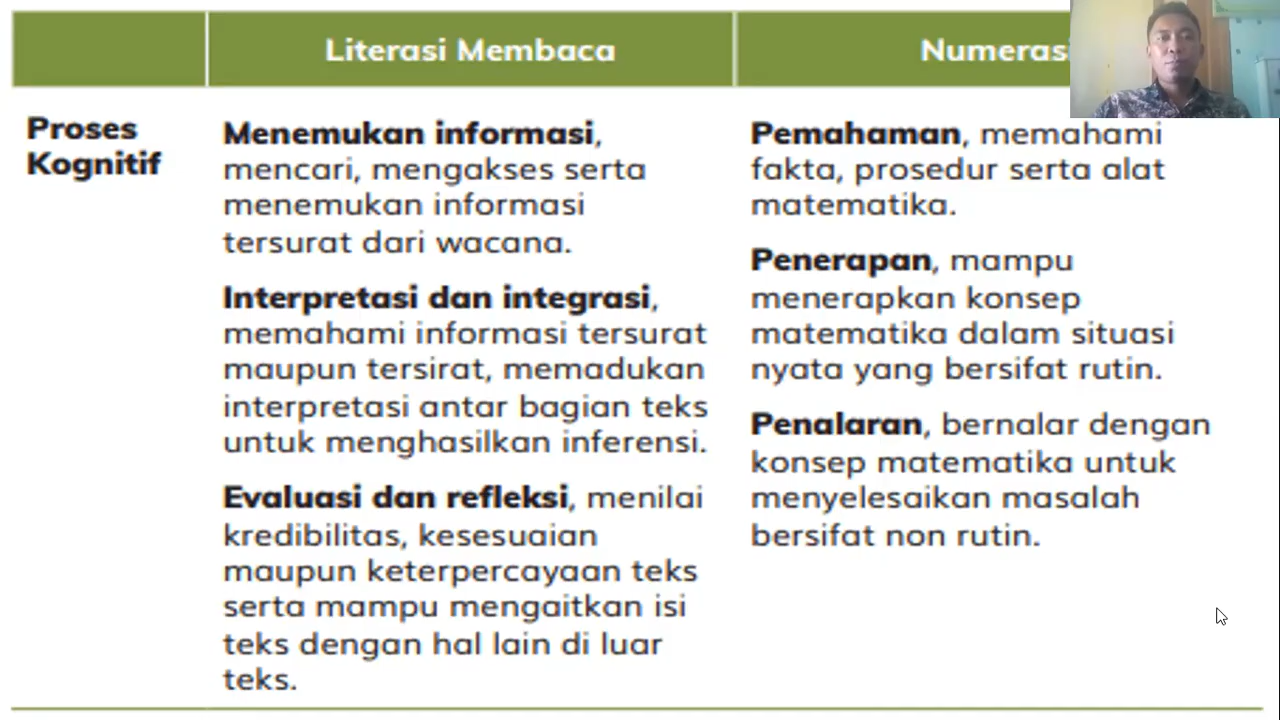 Literasi Membaca
Numerasi
Proses
Kognitif
Menemukan informasi,
mencari, mengakses serta
menemukan informasi
tersurat dari wacana.
Interpretasi dan integrasi,
memahami informasi tersurat
maupun tersirat, memadukan
interpretasi antar bagian teks
untuk menghasilkan inferensi.
Evaluasi dan refleksi, menilai
kredibilitas, kesesuaian
maupun keterpercayaan teks
serta mampu mengaitkan isi
teks dengan hal lain di luar
teks.
Pemahaman, memahami
fakta, prosedur serta alat
matematika.
Penerapan, mampu
menerapkan konsep
matematika dalam situasi
nyata yang bersifat rutin.
Penalaran, bernalar dengan
konsep matematika untuk
menyelesaikan masalah
bersifat non rutin.